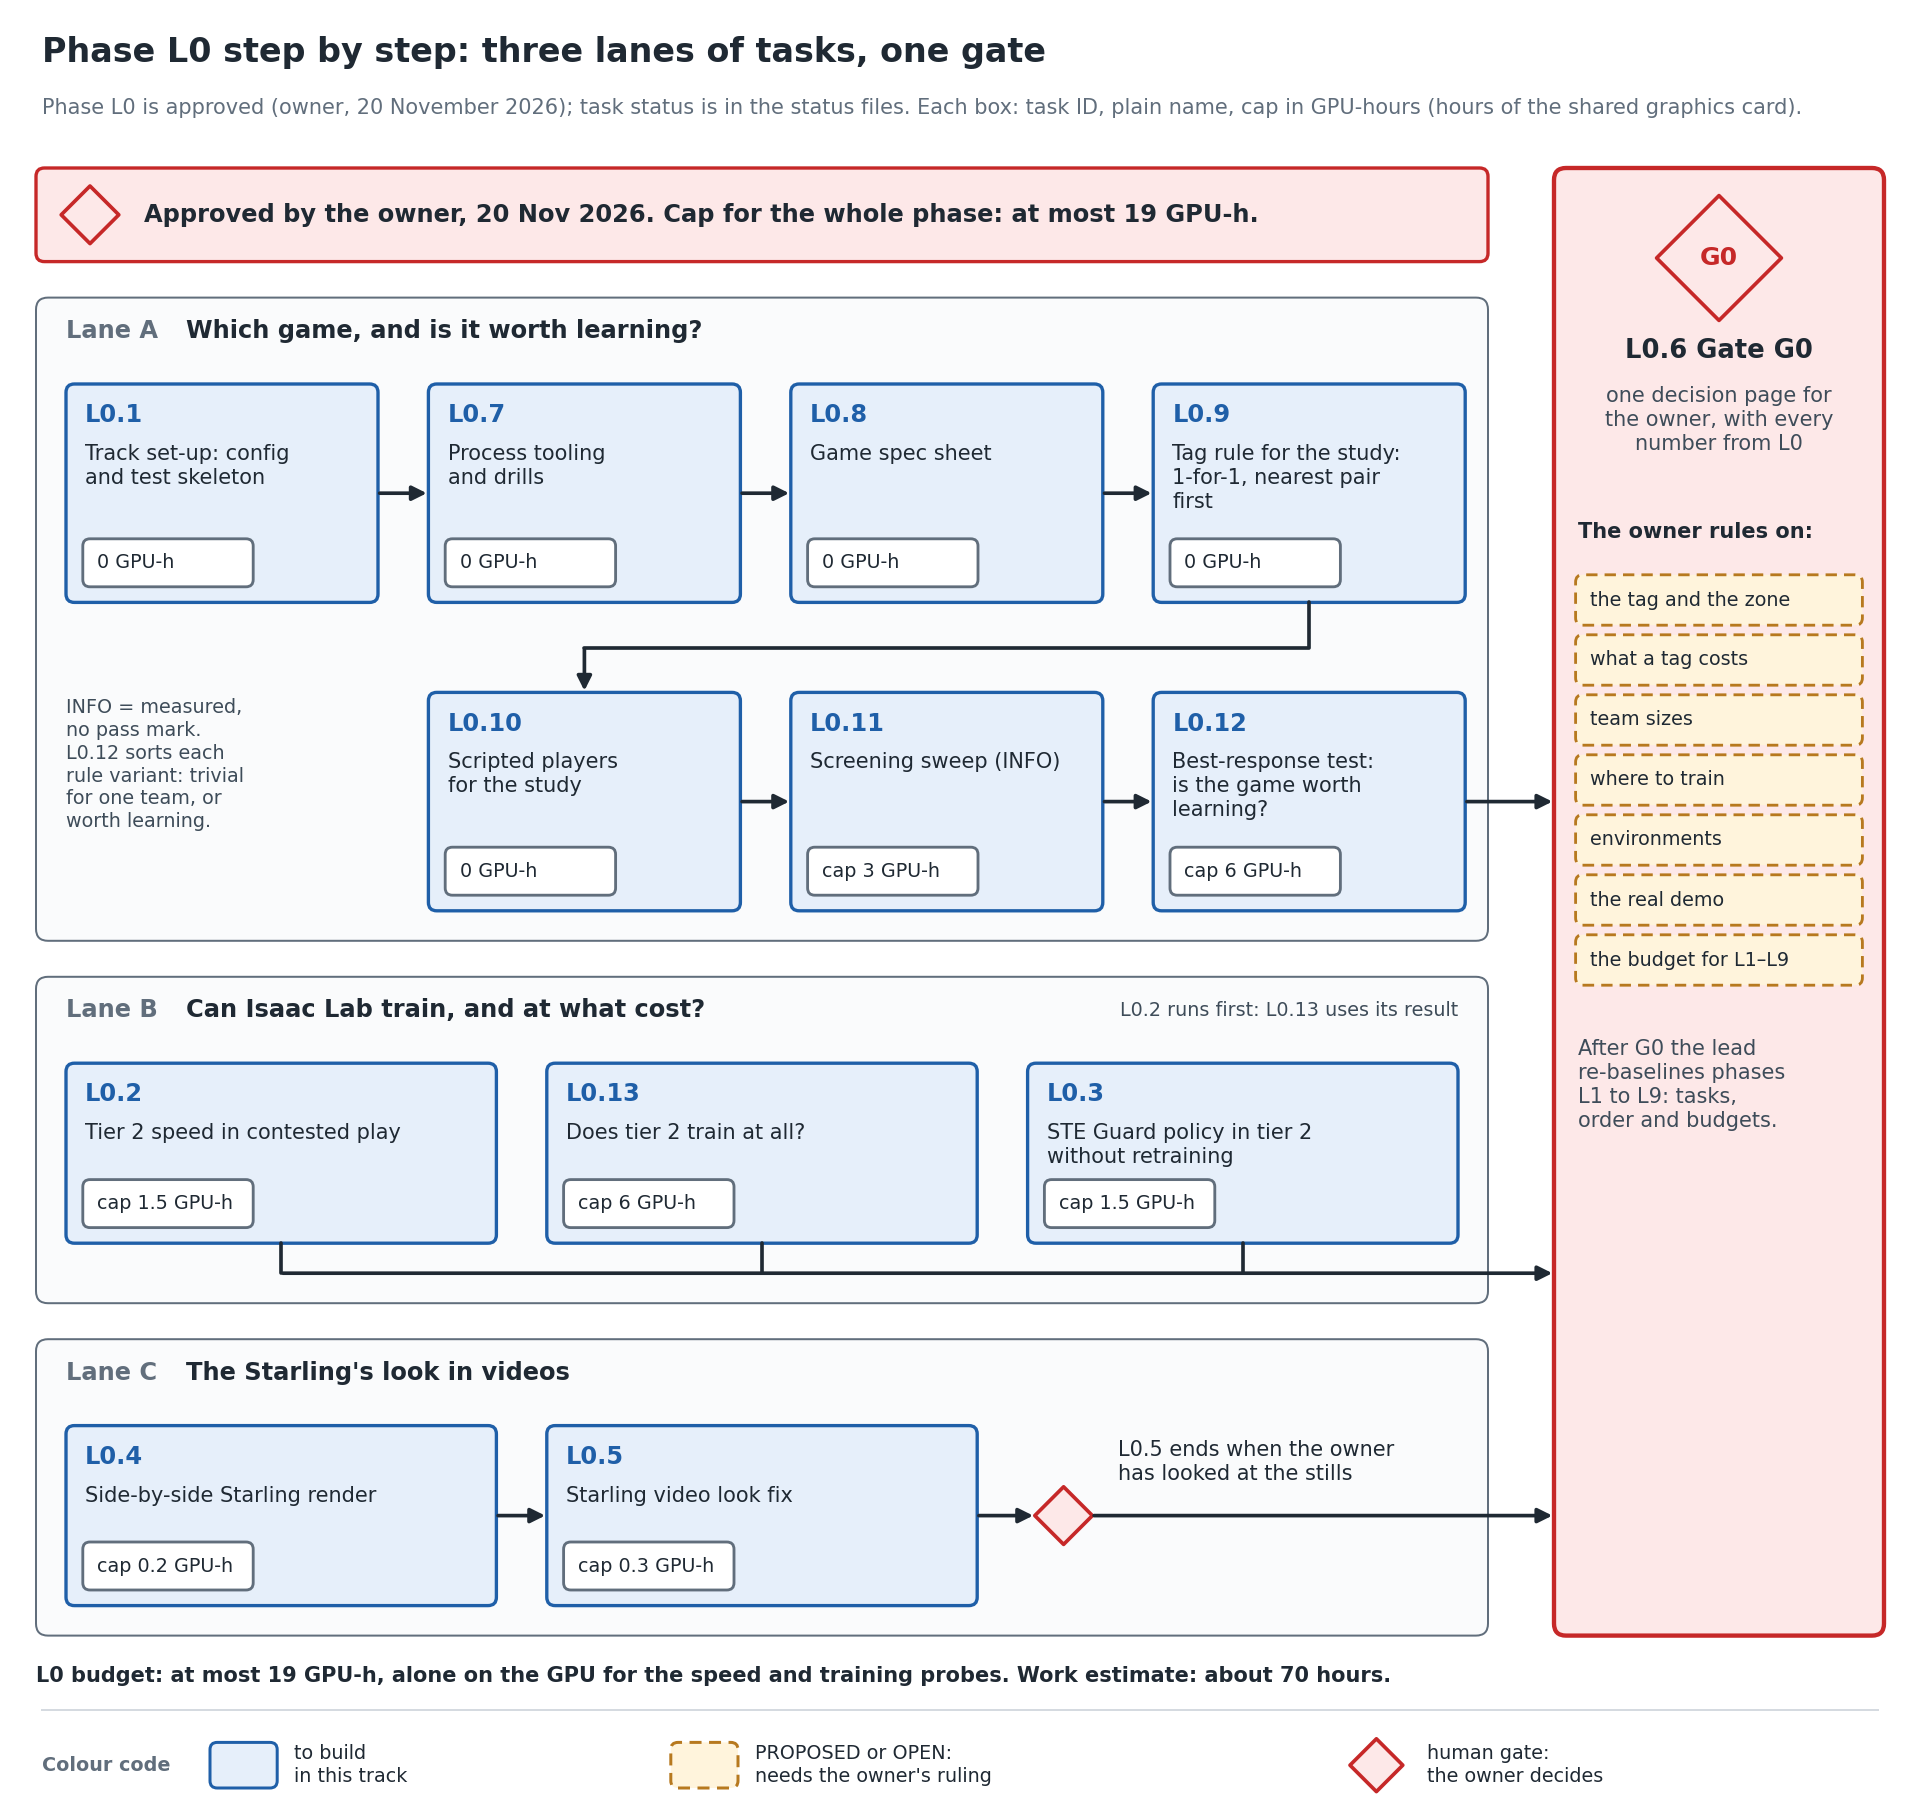 Phase L0 step by step: three lanes of tasks, one gate
Phase L0 is approved (owner, 20 November 2026); task status is in the status files. Each box: task ID, plain name, cap in GPU-hours (hours of the shared graphics card).
Approved by the owner, 20 Nov 2026. Cap for the whole phase: at most 19 GPU-h.
Lane A Which game, and is it worth learning?
L0.1
Track set-up: config
and test skeleton
0 GPU-h
L0.7
Process tooling
and drills
0 GPU-h
L0.8
Game spec sheet
0 GPU-h
L0.9
Tag rule for the study:
1-for-1, nearest pair
first
0 GPU-h
INFO = measured,
no pass mark.
L0.12 sorts each
rule variant: trivial
for one team, or
worth learning.
L0.10
Scripted players
for the study
0 GPU-h
L0.11
Screening sweep (INFO)
cap 3 GPU-h
L0.12
Best-response test:
is the game worth
learning?
cap 6 GPU-h
Lane B Can Isaac Lab train, and at what cost?
L0.2 runs first: L0.13 uses its result
L0.2
Tier 2 speed in contested play
cap 1.5 GPU-h
L0.13
Does tier 2 train at all?
cap 6 GPU-h
L0.3
STE Guard policy in tier 2
without retraining
cap 1.5 GPU-h
Lane C The Starling's look in videos
L0.4
Side-by-side Starling render
cap 0.2 GPU-h
L0.5
Starling video look fix
cap 0.3 GPU-h
L0.5 ends when the owner
has looked at the stills
G0
L0.6 Gate G0
one decision page for
the owner, with every
number from L0
The owner rules on:
the tag and the zone
what a tag costs
team sizes
where to train
environments
the real demo
the budget for L1–L9
After G0 the lead
re-baselines phases
L1 to L9: tasks,
order and budgets.
L0 budget: at most 19 GPU-h, alone on the GPU for the speed and training probes. Work estimate: about 70 hours.
Colour code
to build
in this track
PROPOSED or OPEN:
needs the owner's ruling
human gate:
the owner decides